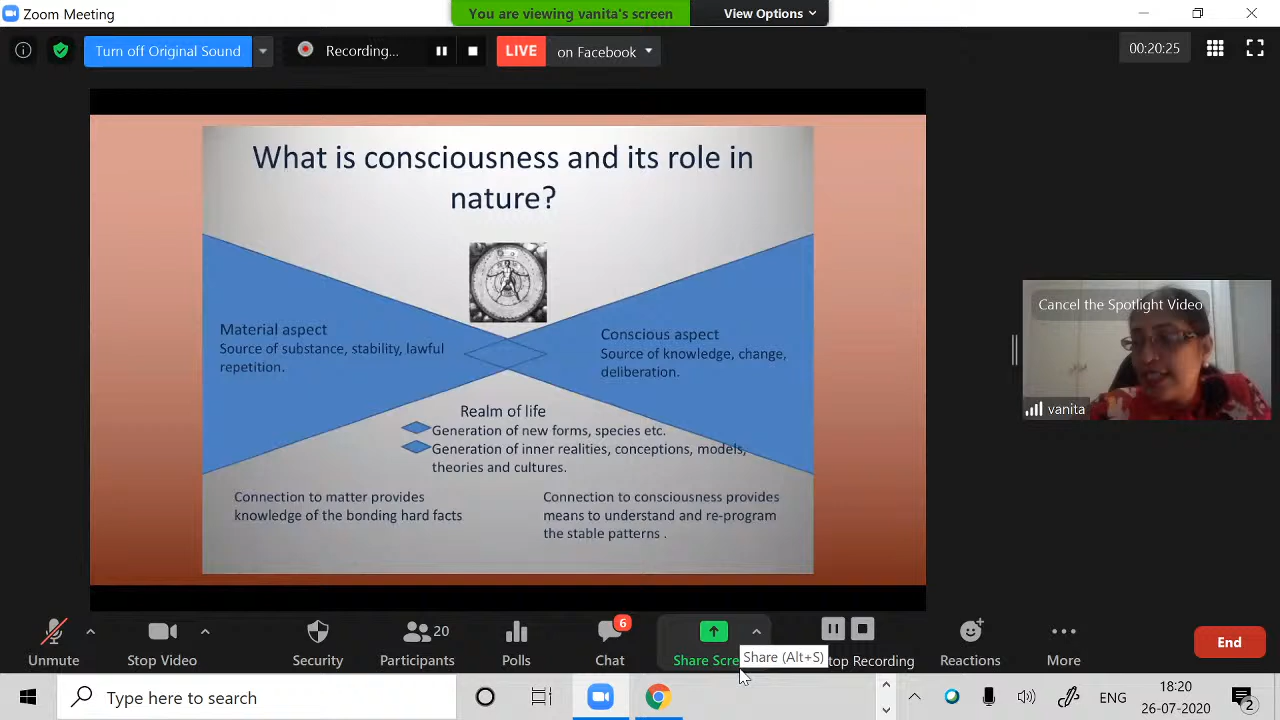 Zoom Meeting
You are viewing vanita's screen
View Options
Turn off Original Sound
Recording...
LIVE
on Facebook
00:20:25
What is consciousness and its role in
nature?
Material aspect
Source of substance, stability, lawful
repetition.
Conscious aspect
Source of knowledge, change,
deliberation.
Realm of life
Generation of new forms, species etc.
Generation of inner realities, conceptions, models,
theories and cultures.
Connection to matter provides
knowledge of the bonding hard facts
Connection to consciousness provides
means to understand and re-program
the stable patterns .
Cancel the Spotlight Video
vanita
Unmute
Stop Video
Security
Participants
20
Polls
Chat
6
Share Scre
Share (Alt+S)
top Recording
Reactions
More
End
Type here to search
ENG
18:20
26-07-2020
2